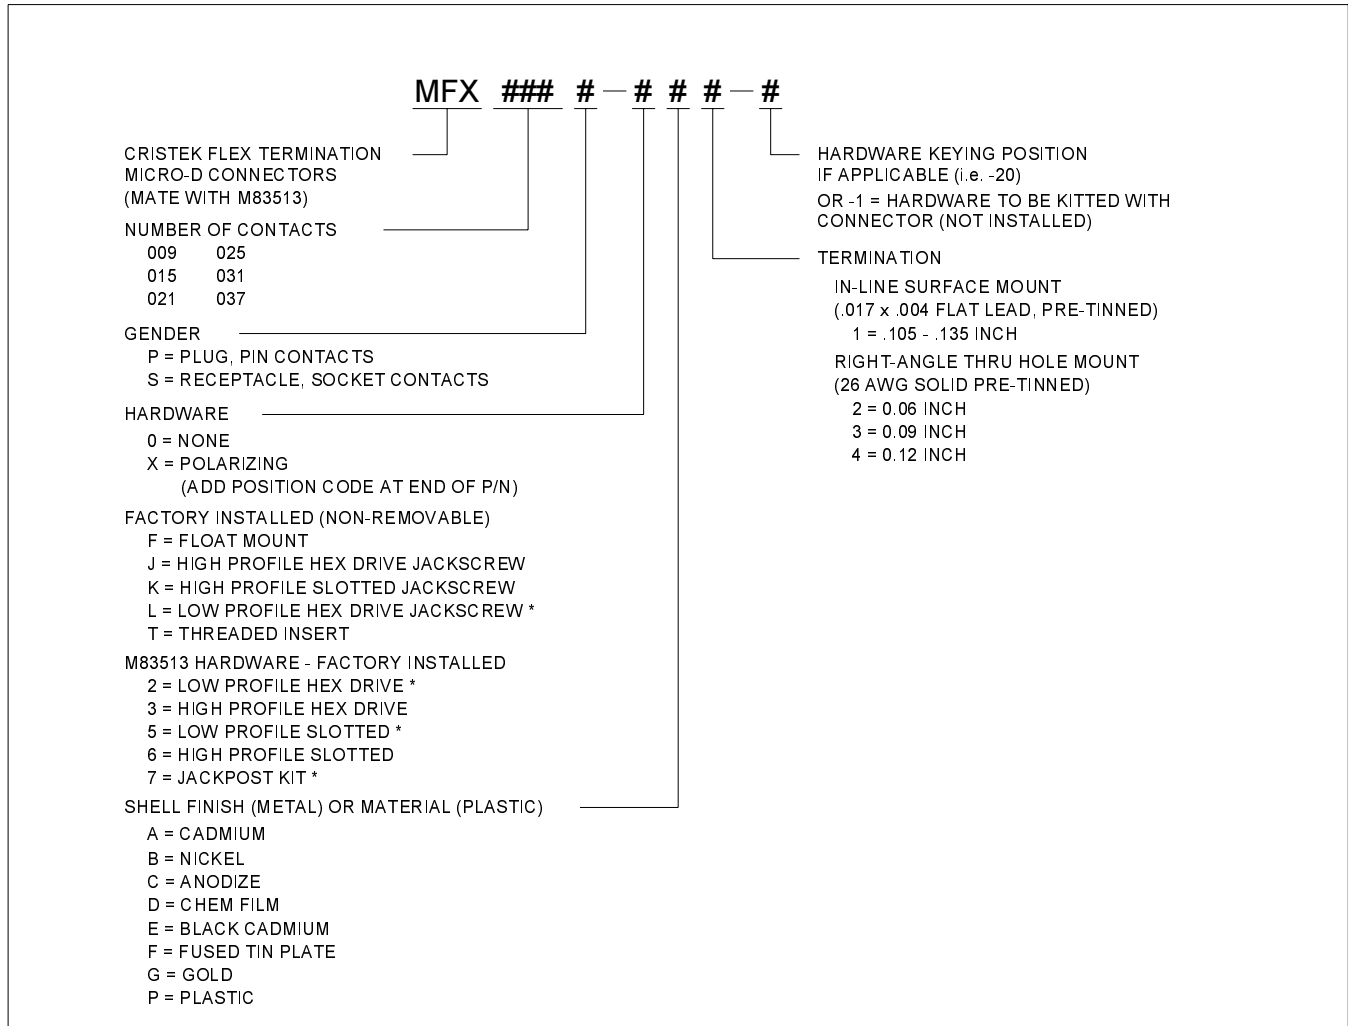 MFX ### # - # # # - #
CRISTEK FLEX TERMINATION
MICRO-D CONNECTORS
(MATE WITH M83513)
NUMBER OF CONTACTS
009 025
015 031
021 037
GENDER
P = PLUG, PIN CONTACTS
S = RECEPTACLE, SOCKET CONTACTS
HARDWARE
0 = NONE
X = POLARIZING
(ADD POSITION CODE AT END OF P/N)
FACTORY INSTALLED (NON-REMOVABLE)
F = FLOAT MOUNT
J = HIGH PROFILE HEX DRIVE JACKSCREW
K = HIGH PROFILE SLOTTED JACKSCREW
L = LOW PROFILE HEX DRIVE JACKSCREW *
T = THREADED INSERT
M83513 HARDWARE - FACTORY INSTALLED
2 = LOW PROFILE HEX DRIVE *
3 = HIGH PROFILE HEX DRIVE
5 = LOW PROFILE SLOTTED *
6 = HIGH PROFILE SLOTTED
7 = JACKPOST KIT *
SHELL FINISH (METAL) OR MATERIAL (PLASTIC)
A = CADMIUM
B = NICKEL
C = ANODIZE
D = CHEM FILM
E = BLACK CADMIUM
F = FUSED TIN PLATE
G = GOLD
P = PLASTIC
HARDWARE KEYING POSITION
IF APPLICABLE (i.e. -20)
OR -1 = HARDWARE TO BE KITTED WITH
CONNECTOR (NOT INSTALLED)
TERMINATION
IN-LINE SURFACE MOUNT
(.017 x .004 FLAT LEAD, PRE-TINNED)
1 = .105 - .135 INCH
RIGHT-ANGLE THRU HOLE MOUNT
(26 AWG SOLID PRE-TINNED)
2 = 0.06 INCH
3 = 0.09 INCH
4 = 0.12 INCH